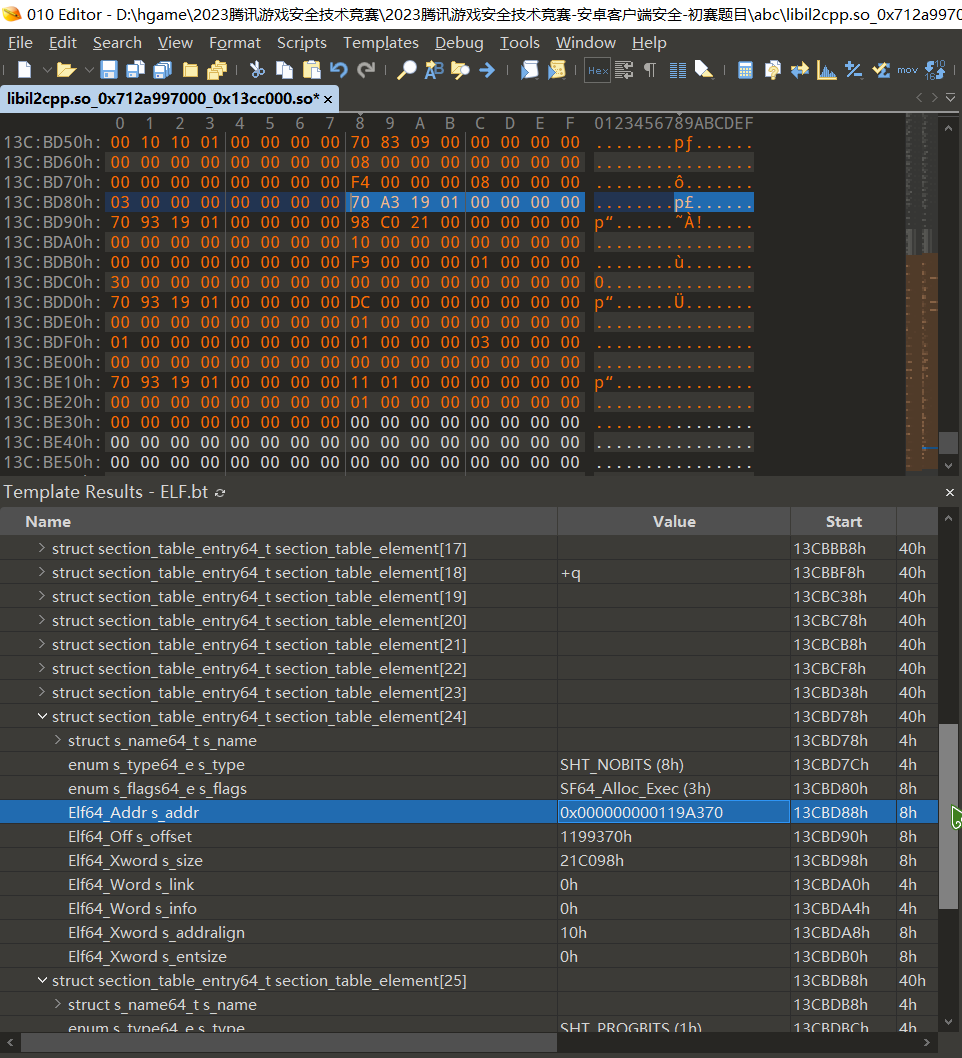 010 Editor - D:\hgame\2023腾讯游戏安全技术竞赛\2023腾讯游戏安全技术竞赛-安卓客户端安全-初赛题目\abc\libil2cpp.so_0x712a9970
File Edit Search View Format Scripts Templates Debug Tools Window Help
Hex mov
libil2cpp.so_0x712a997000_0x13cc000.so* ×
0 1 2 3 4 5 6 7 8 9 A B C D E F 0123456789ABCDEF
13C:BD50h: 00 10 10 01 00 00 00 00 70 83 09 00 00 00 00 00 ........pƒ......
13C:BD60h: 00 00 00 00 00 00 00 00 08 00 00 00 00 00 00 00 ................
13C:BD70h: 00 00 00 00 00 00 00 00 F4 00 00 00 08 00 00 00 ........ô.......
13C:BD80h: 03 00 00 00 00 00 00 00 70 A3 19 01 00 00 00 00 ........p£......
13C:BD90h: 70 93 19 01 00 00 00 00 98 C0 21 00 00 00 00 00 p“......˜À!.....
13C:BDA0h: 00 00 00 00 00 00 00 00 10 00 00 00 00 00 00 00 ................
13C:BDB0h: 00 00 00 00 00 00 00 00 F9 00 00 00 01 00 00 00 ........ù.......
13C:BDC0h: 30 00 00 00 00 00 00 00 00 00 00 00 00 00 00 00 0...............
13C:BDD0h: 70 93 19 01 00 00 00 00 DC 00 00 00 00 00 00 00 p“......Ü.......
13C:BDE0h: 00 00 00 00 00 00 00 00 01 00 00 00 00 00 00 00 ................
13C:BDF0h: 01 00 00 00 00 00 00 00 01 00 00 00 03 00 00 00 ................
13C:BE00h: 00 00 00 00 00 00 00 00 00 00 00 00 00 00 00 00 ................
13C:BE10h: 70 93 19 01 00 00 00 00 11 01 00 00 00 00 00 00 p“..............
13C:BE20h: 00 00 00 00 00 00 00 00 01 00 00 00 00 00 00 00 ................
13C:BE30h: 00 00 00 00 00 00 00 00 00 00 00 00 00 00 00 00 ................
13C:BE40h: 00 00 00 00 00 00 00 00 00 00 00 00 00 00 00 00 ................
13C:BE50h: 00 00 00 00 00 00 00 00 00 00 00 00 00 00 00 00 ................
Template Results - ELF.bt
Name Value Start
struct section_table_entry64_t section_table_element[17] 13CBBB8h 40h
struct section_table_entry64_t section_table_element[18] +q 13CBBF8h 40h
struct section_table_entry64_t section_table_element[19] 13CBC38h 40h
struct section_table_entry64_t section_table_element[20] 13CBC78h 40h
struct section_table_entry64_t section_table_element[21] 13CBCB8h 40h
struct section_table_entry64_t section_table_element[22] 13CBCF8h 40h
struct section_table_entry64_t section_table_element[23] 13CBD38h 40h
struct section_table_entry64_t section_table_element[24] 13CBD78h 40h
struct s_name64_t s_name 13CBD78h 4h
enum s_type64_e s_type SHT_NOBITS (8h) 13CBD7Ch 4h
enum s_flags64_e s_flags SF64_Alloc_Exec (3h) 13CBD80h 8h
Elf64_Addr s_addr 0x000000000119A370 13CBD88h 8h
Elf64_Off s_offset 1199370h 13CBD90h 8h
Elf64_Xword s_size 21C098h 13CBD98h 8h
Elf64_Word s_link 0h 13CBDA0h 4h
Elf64_Word s_info 0h 13CBDA4h 4h
Elf64_Xword s_addralign 10h 13CBDA8h 8h
Elf64_Xword s_entsize 0h 13CBDB0h 8h
struct section_table_entry64_t section_table_element[25] 13CBDB8h 40h
struct s_name64_t s_name 13CBDB8h 4h
enum s_type64_e s_type SHT_PROGBITS (1h) 13CBDBCh 4h